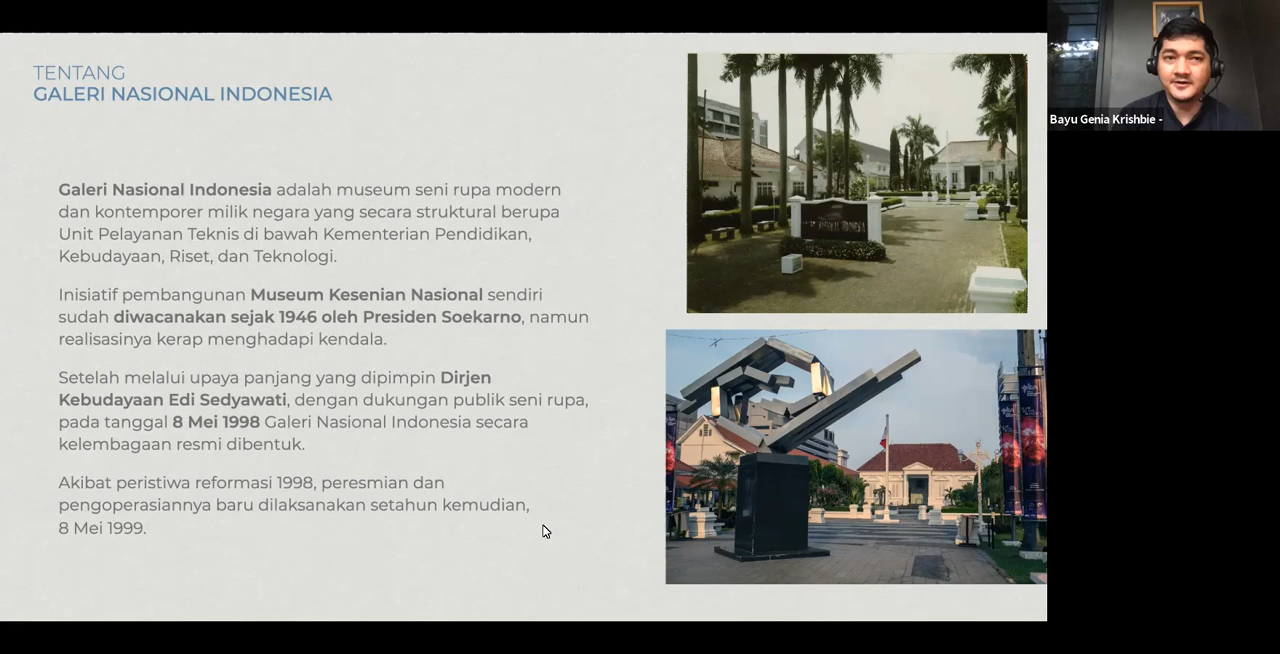 TENTANG
GALERI NASIONAL INDONESIA
Galeri Nasional Indonesia adalah museum seni rupa modern
dan kontemporer milik negara yang secara struktural berupa
Unit Pelayanan Teknis di bawah Kementerian Pendidikan,
Kebudayaan, Riset, dan Teknologi.
Inisiatif pembangunan Museum Kesenian Nasional sendiri
sudah diwacanakan sejak 1946 oleh Presiden Soekarno, namun
realisasinya kerap menghadapi kendala.
Setelah melalui upaya panjang yang dipimpin Dirjen
Kebudayaan Edi Sedyawati, dengan dukungan publik seni rupa,
pada tanggal 8 Mei 1998 Galeri Nasional Indonesia secara
kelembagaan resmi dibentuk.
Akibat peristiwa reformasi 1998, peresmian dan
pengoperasiannya baru dilaksanakan setahun kemudian,
8 Mei 1999.
Bayu Genia Krishbie -